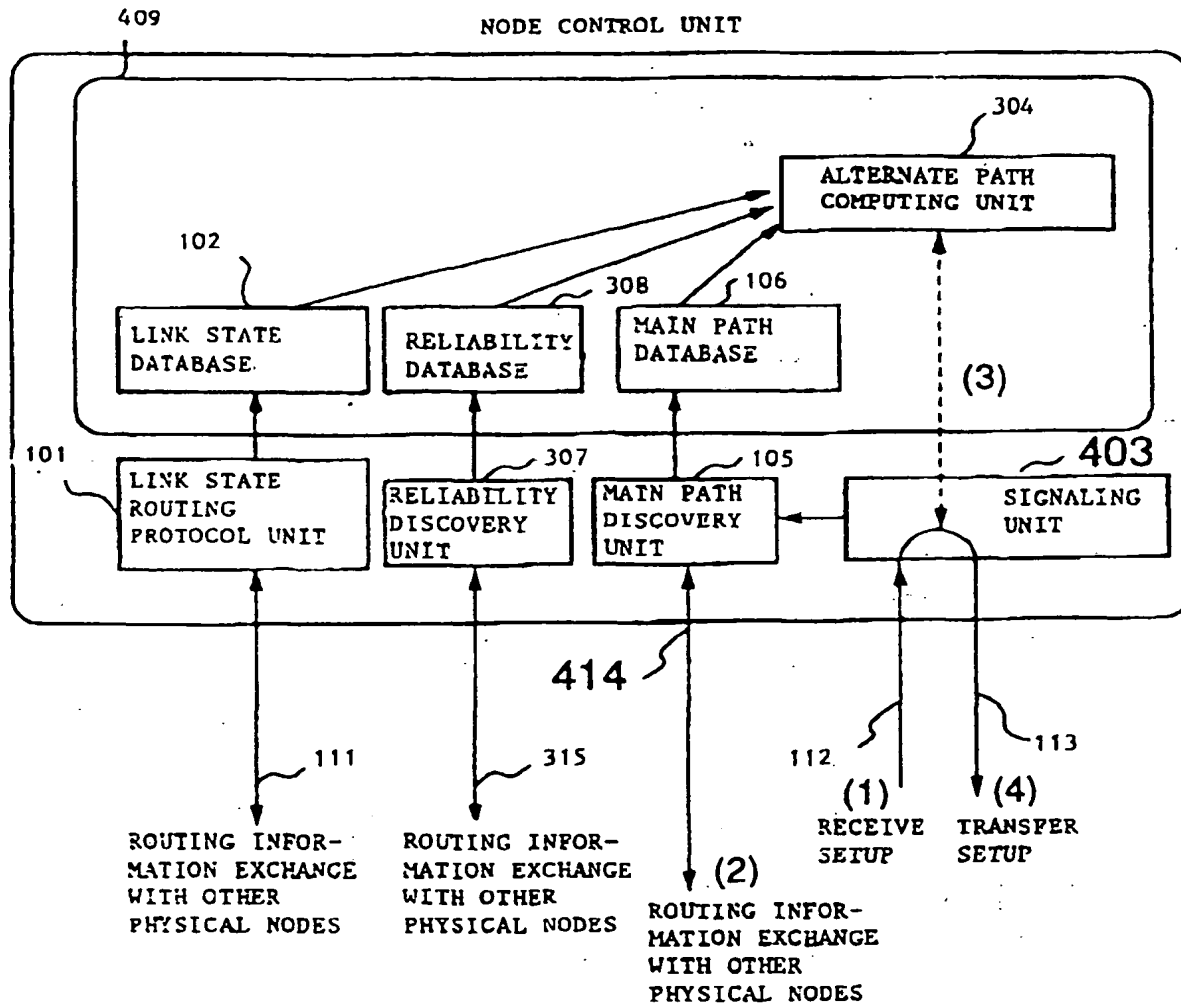 409
NODE CONTROL UNIT
304
ALTERNATE PATH
COMPUTING UNIT
102
308
106
LINK STATE
DATABASE
RELIABILITY
DATABASE
MAIN PATH
DATABASE
(3)
101
307
105
403
LINK STATE
ROUTING
PROTOCOL UNIT
RELIABILITY
DISCOVERY
UNIT
MAIN PATH
DISCOVERY
UNIT
SIGNALING
UNIT
414
111
315
112
113
(1)
RECEIVE
SETUP
(4)
TRANSFER
SETUP
ROUTING INFOR-
MATION EXCHANGE
WITH OTHER
PHYSICAL NODES
ROUTING INFOR-
MATION EXCHANGE
WITH OTHER
PHYSICAL NODES
(2)
ROUTING INFOR-
MATION EXCHANGE
WITH OTHER
PHYSICAL NODES